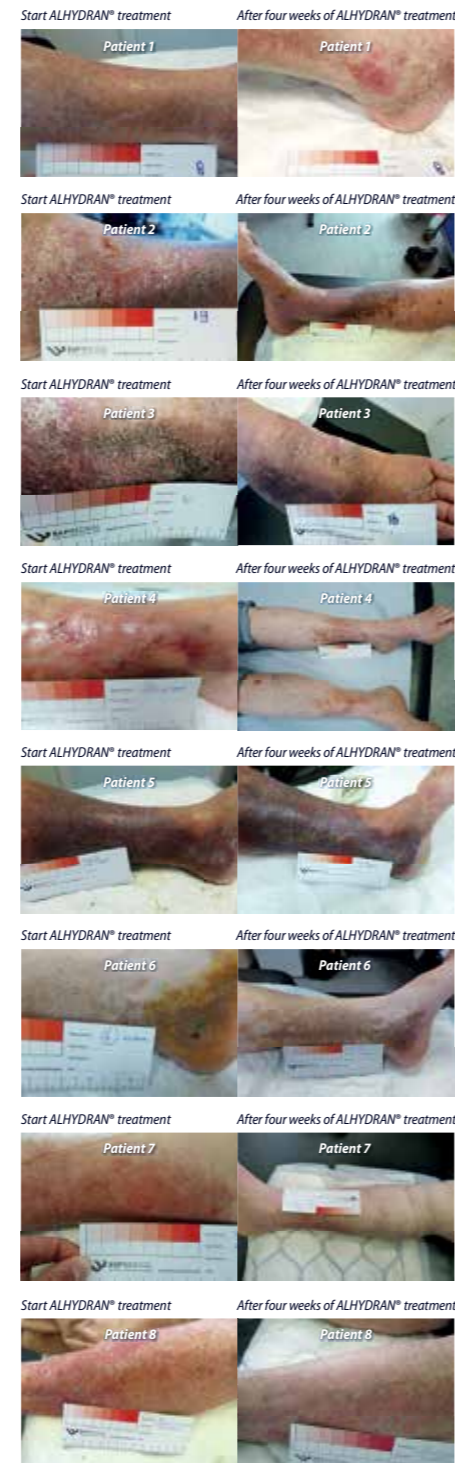 Start ALHYDRAN® treatment After four weeks of ALHYDRAN® treatment
Patient 1 Patient 1
Start ALHYDRAN® treatment After four weeks of ALHYDRAN® treatment
Patient 2 Patient 2
Start ALHYDRAN® treatment After four weeks of ALHYDRAN® treatment
Patient 3 Patient 3
Start ALHYDRAN® treatment After four weeks of ALHYDRAN® treatment
Patient 4 Patient 4
Start ALHYDRAN® treatment After four weeks of ALHYDRAN® treatment
Patient 5 Patient 5
Start ALHYDRAN® treatment After four weeks of ALHYDRAN® treatment
Patient 6 Patient 6
Start ALHYDRAN® treatment After four weeks of ALHYDRAN® treatment
Patient 7 Patient 7
Start ALHYDRAN® treatment After four weeks of ALHYDRAN® treatment
Patient 8 Patient 8